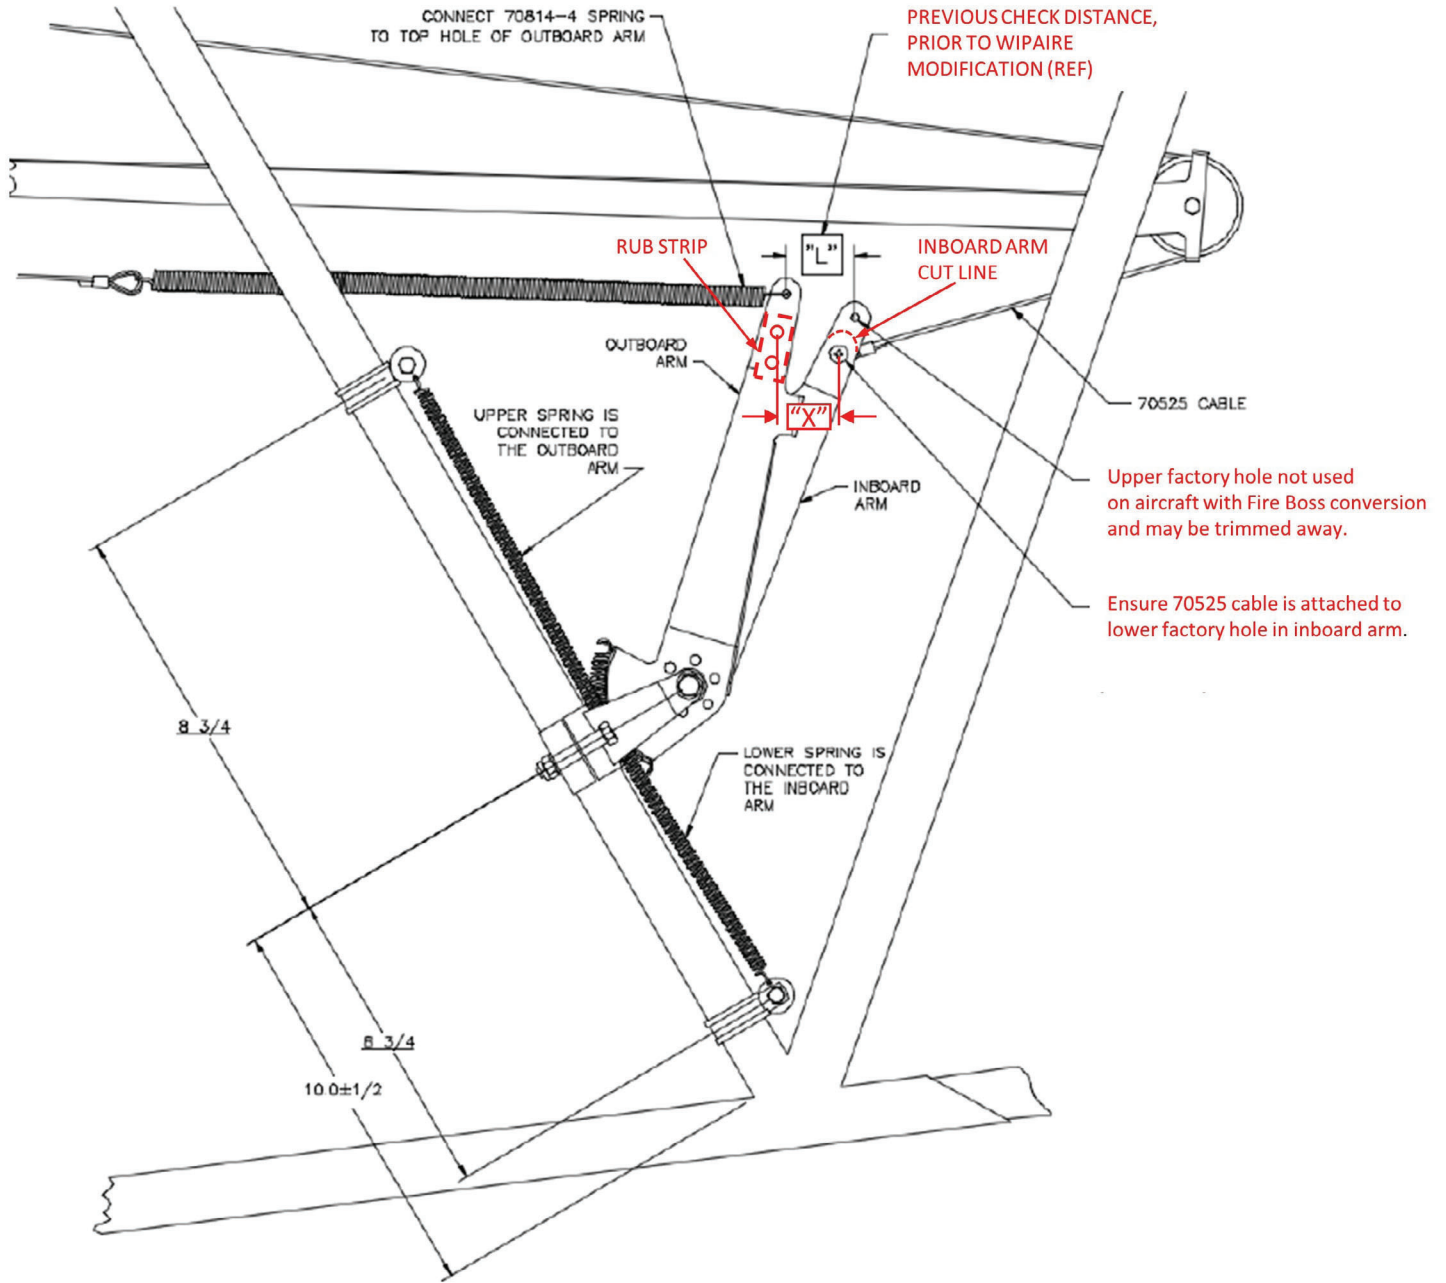 CONNECT 70814-4 SPRING
TO TOP HOLE OF OUTBOARD ARM
PREVIOUS CHECK DISTANCE,
PRIOR TO WIPAIRE
MODIFICATION (REF)
RUB STRIP
"L"
INBOARD ARM
CUT LINE
OUTBOARD
ARM
"X"
70525 CABLE
UPPER SPRING IS
CONNECTED TO
THE OUTBOARD
ARM
INBOARD
ARM
Upper factory hole not used
on aircraft with Fire Boss conversion
and may be trimmed away.
Ensure 70525 cable is attached to
lower factory hole in inboard arm.
8 3/4
LOWER SPRING IS
CONNECTED TO
THE INBOARD
ARM
8 3/4
10.0±1/2